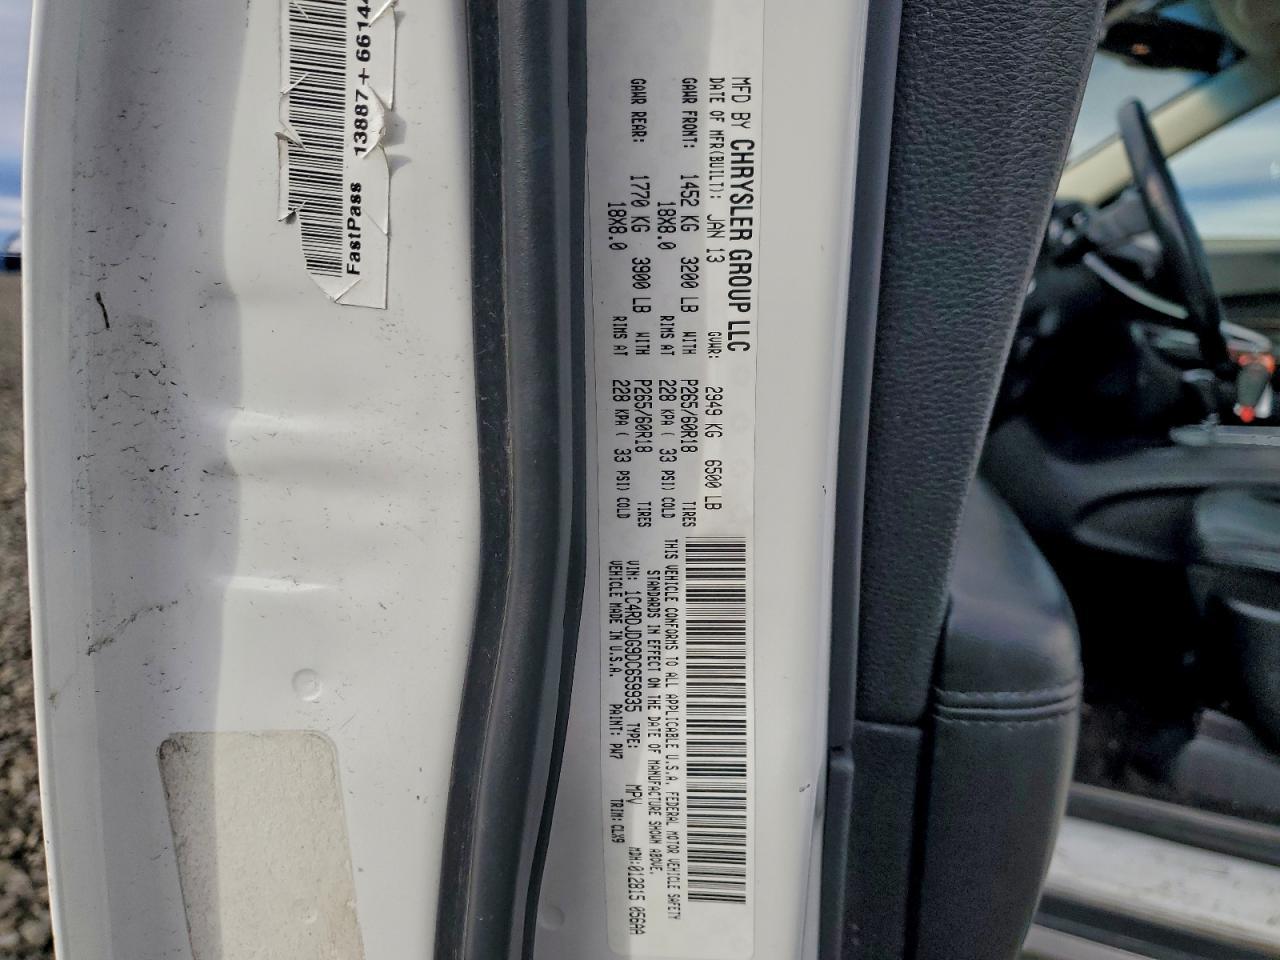 MFD BY CHRYSLER GROUP LLC
DATE OF MFR(BUILT): JAN 13 GVWR: 2949 KG 6500 LB
GAWR FRONT: 1452 KG 3200 LB WITH P265/60R18 TIRES
18X8.0 RIMS AT 228 KPA ( 33 PSI) COLD
GAWR REAR: 1770 KG 3900 LB WITH P265/60R18 TIRES
18X8.0 RIMS AT 228 KPA ( 33 PSI) COLD
THIS VEHICLE CONFORMS TO ALL APPLICABLE U.S.A. FEDERAL MOTOR VEHICLE SAFETY
STANDARDS IN EFFECT ON THE DATE OF MANUFACTURE SHOWN ABOVE.
VIN: 1C4RDJDG9DC659935 TYPE: MPV MDH:012815 056AA
VEHICLE MADE IN U.S.A. PAINT: PW7 TRIM: CLX9
FastPass 13887+6614